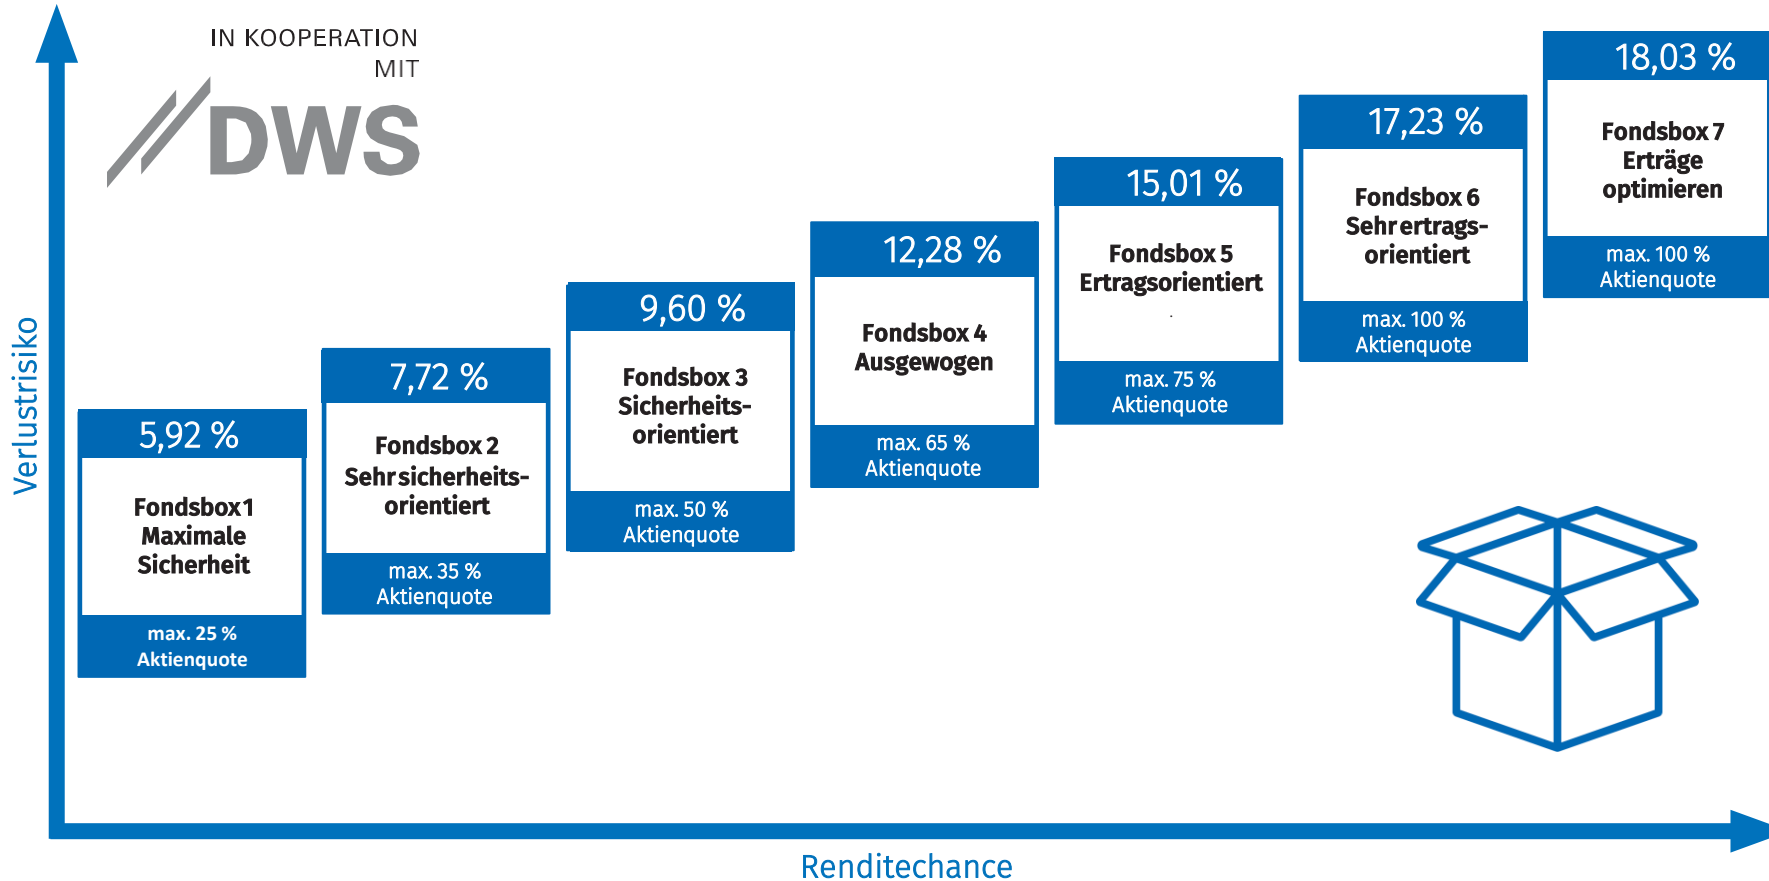 IN KOOPERATION
MIT
DWS
Verlustrisiko
5,92 %
Fondsbox 1
Maximale
Sicherheit
max. 25 %
Aktienquote
7,72 %
Fondsbox 2
Sehr sicherheits-
orientiert
max. 35 %
Aktienquote
9,60 %
Fondsbox 3
Sicherheits-
orientiert
max. 50 %
Aktienquote
12,28 %
Fondsbox 4
Ausgewogen
max. 65 %
Aktienquote
15,01 %
Fondsbox 5
Ertragsorientiert
max. 75 %
Aktienquote
17,23 %
Fondsbox 6
Sehr ertrags-
orientiert
max. 100 %
Aktienquote
18,03 %
Fondsbox 7
Erträge
optimieren
max. 100 %
Aktienquote
Renditechance